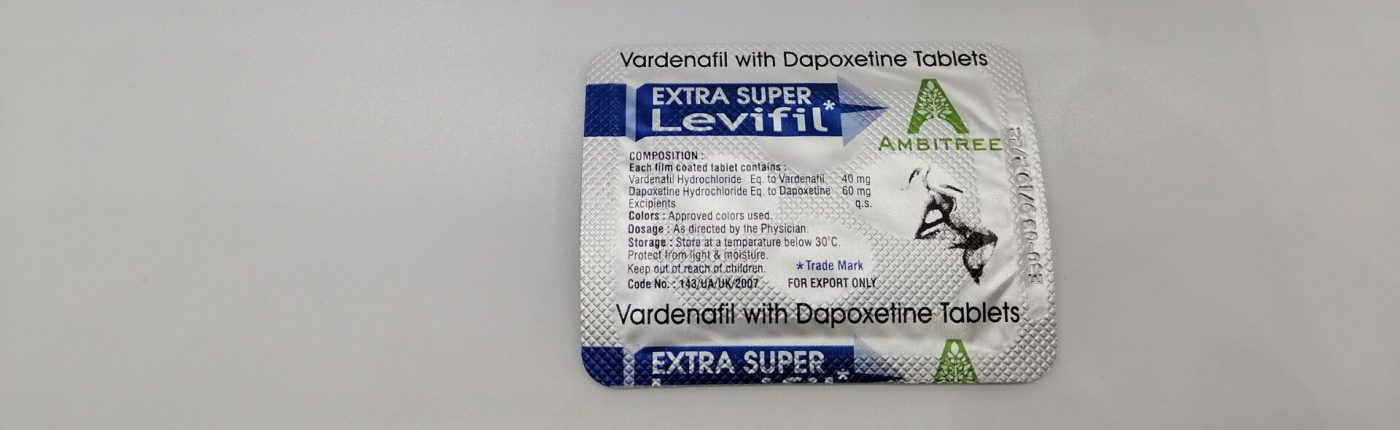 Vardenafil with Dapoxetine Tablets
EXTRA SUPER
Levifil*
AMBITREE
COMPOSITION :
Each film coated tablet contains :
Vardenafil Hydrochloride Eq. to Vardenafil 40 mg
Dapoxetine Hydrochloride Eq. to Dapoxetine 60 mg
Excipients q.s.
Colors : Approved colors used.
Dosage : As directed by the Physician.
Storage : Store at a temperature below 30°C.
Protect from light & moisture.
Keep out of reach of children. *Trade Mark
Code No. : 143/UA/UK/2007 FOR EXPORT ONLY
Vardenafil with Dapoxetine Tablets
EXTRA SUPER